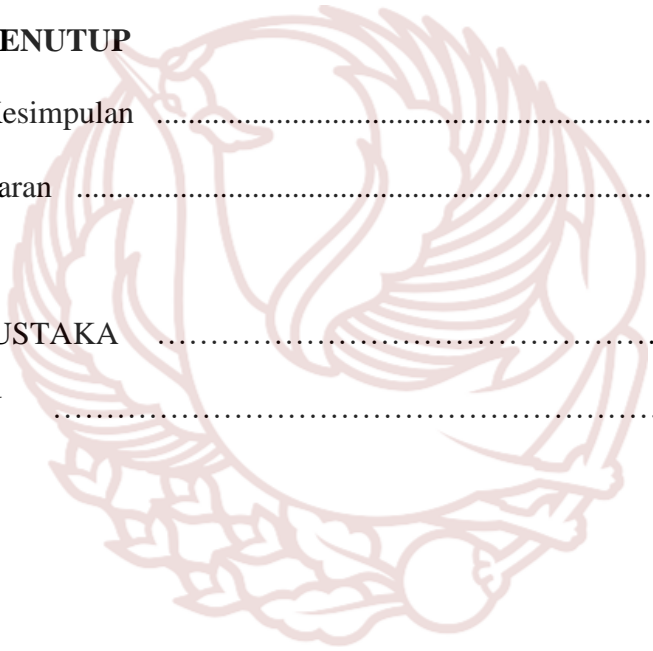 ENUTUP
esimpulan ........................................................................
aran ........................................................................
USTAKA ………………………………………………
………………………………………………………